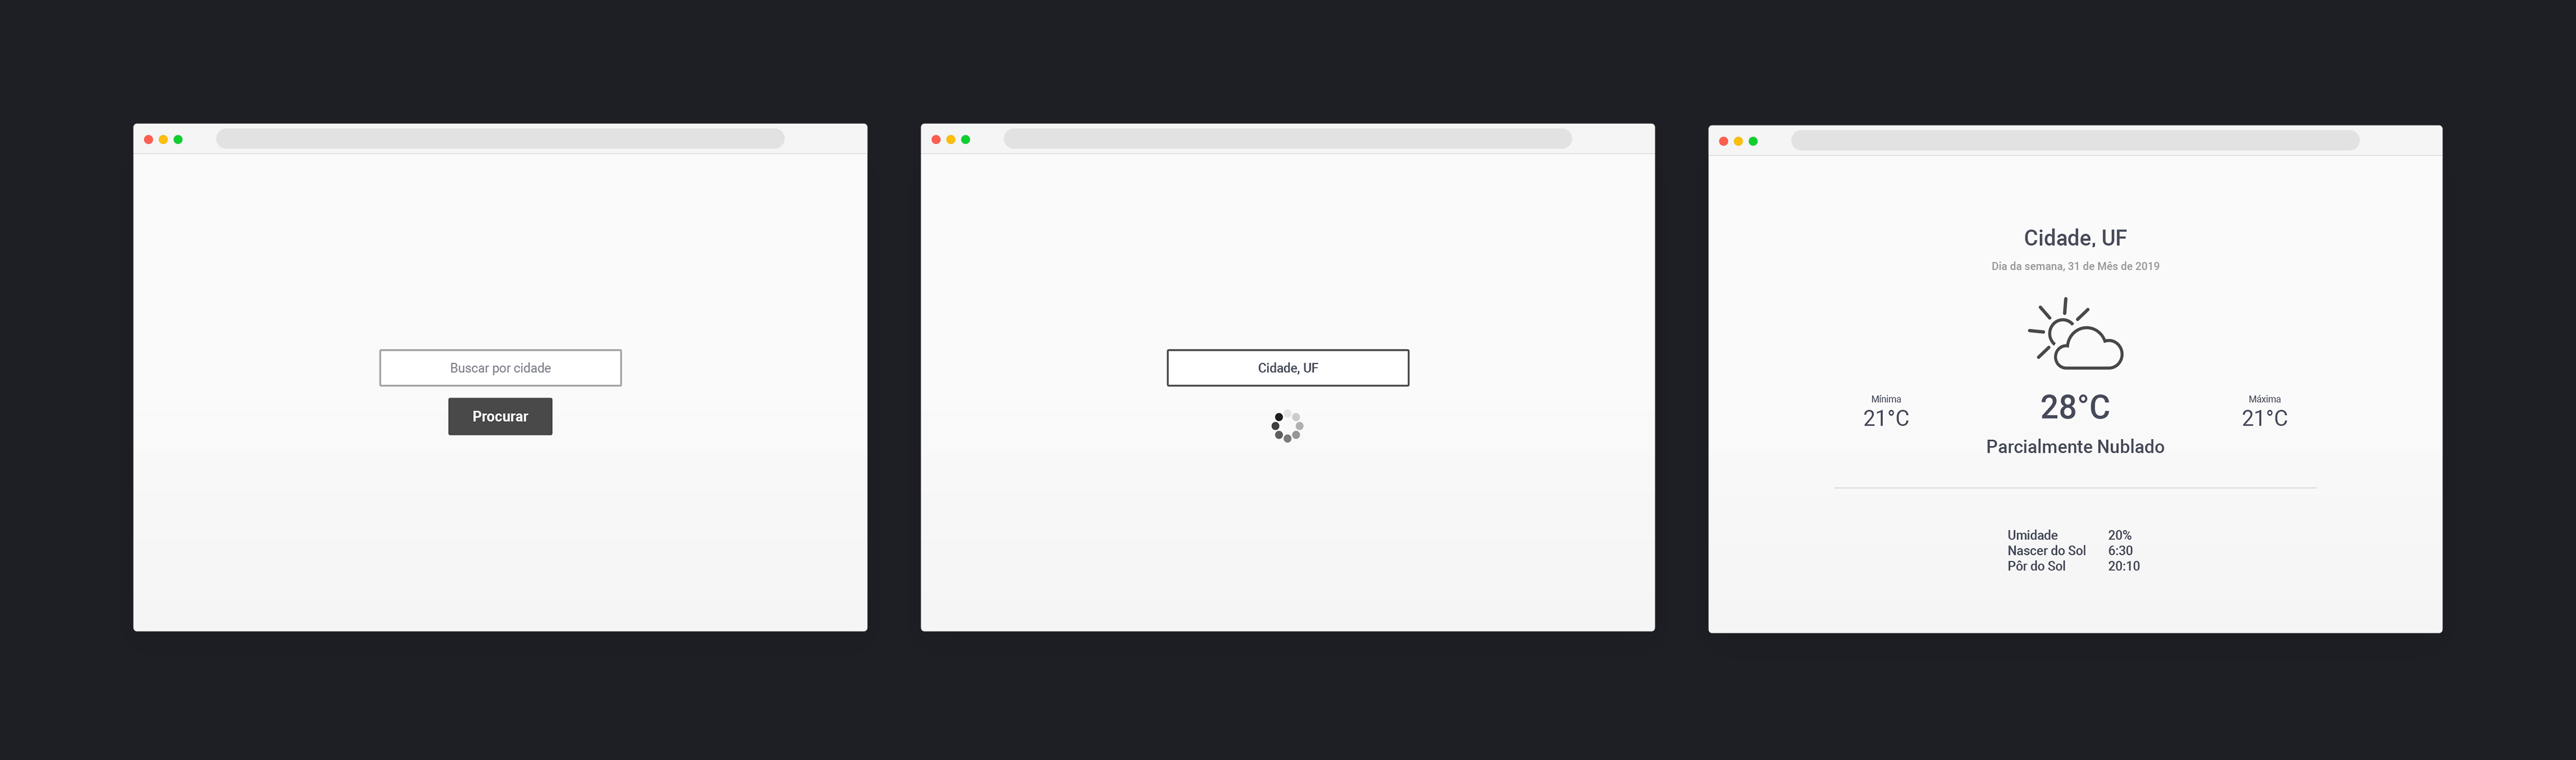 Buscar por cidade
Procurar
Cidade, UF
Cidade, UF
Dia da semana, 31 de Mês de 2019
Mínima
21°C
28°C
Máxima
21°C
Parcialmente Nublado
Umidade 20%
Nascer do Sol 6:30
Pôr do Sol 20:10